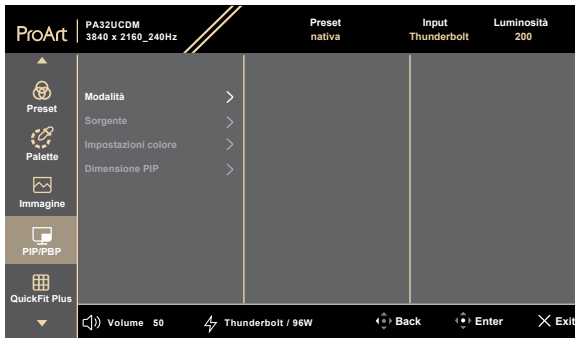 ProArt
PA32UCDM
3840 x 2160_240Hz
Preset
nativa
Input
Thunderbolt
Luminosità
200
Preset
Palette
Immagine
PIP/PBP
QuickFit Plus
Modalità
Sorgente
Impostazioni colore
Dimensione PIP
Volume 50
Thunderbolt / 96W
Back
Enter
Exit